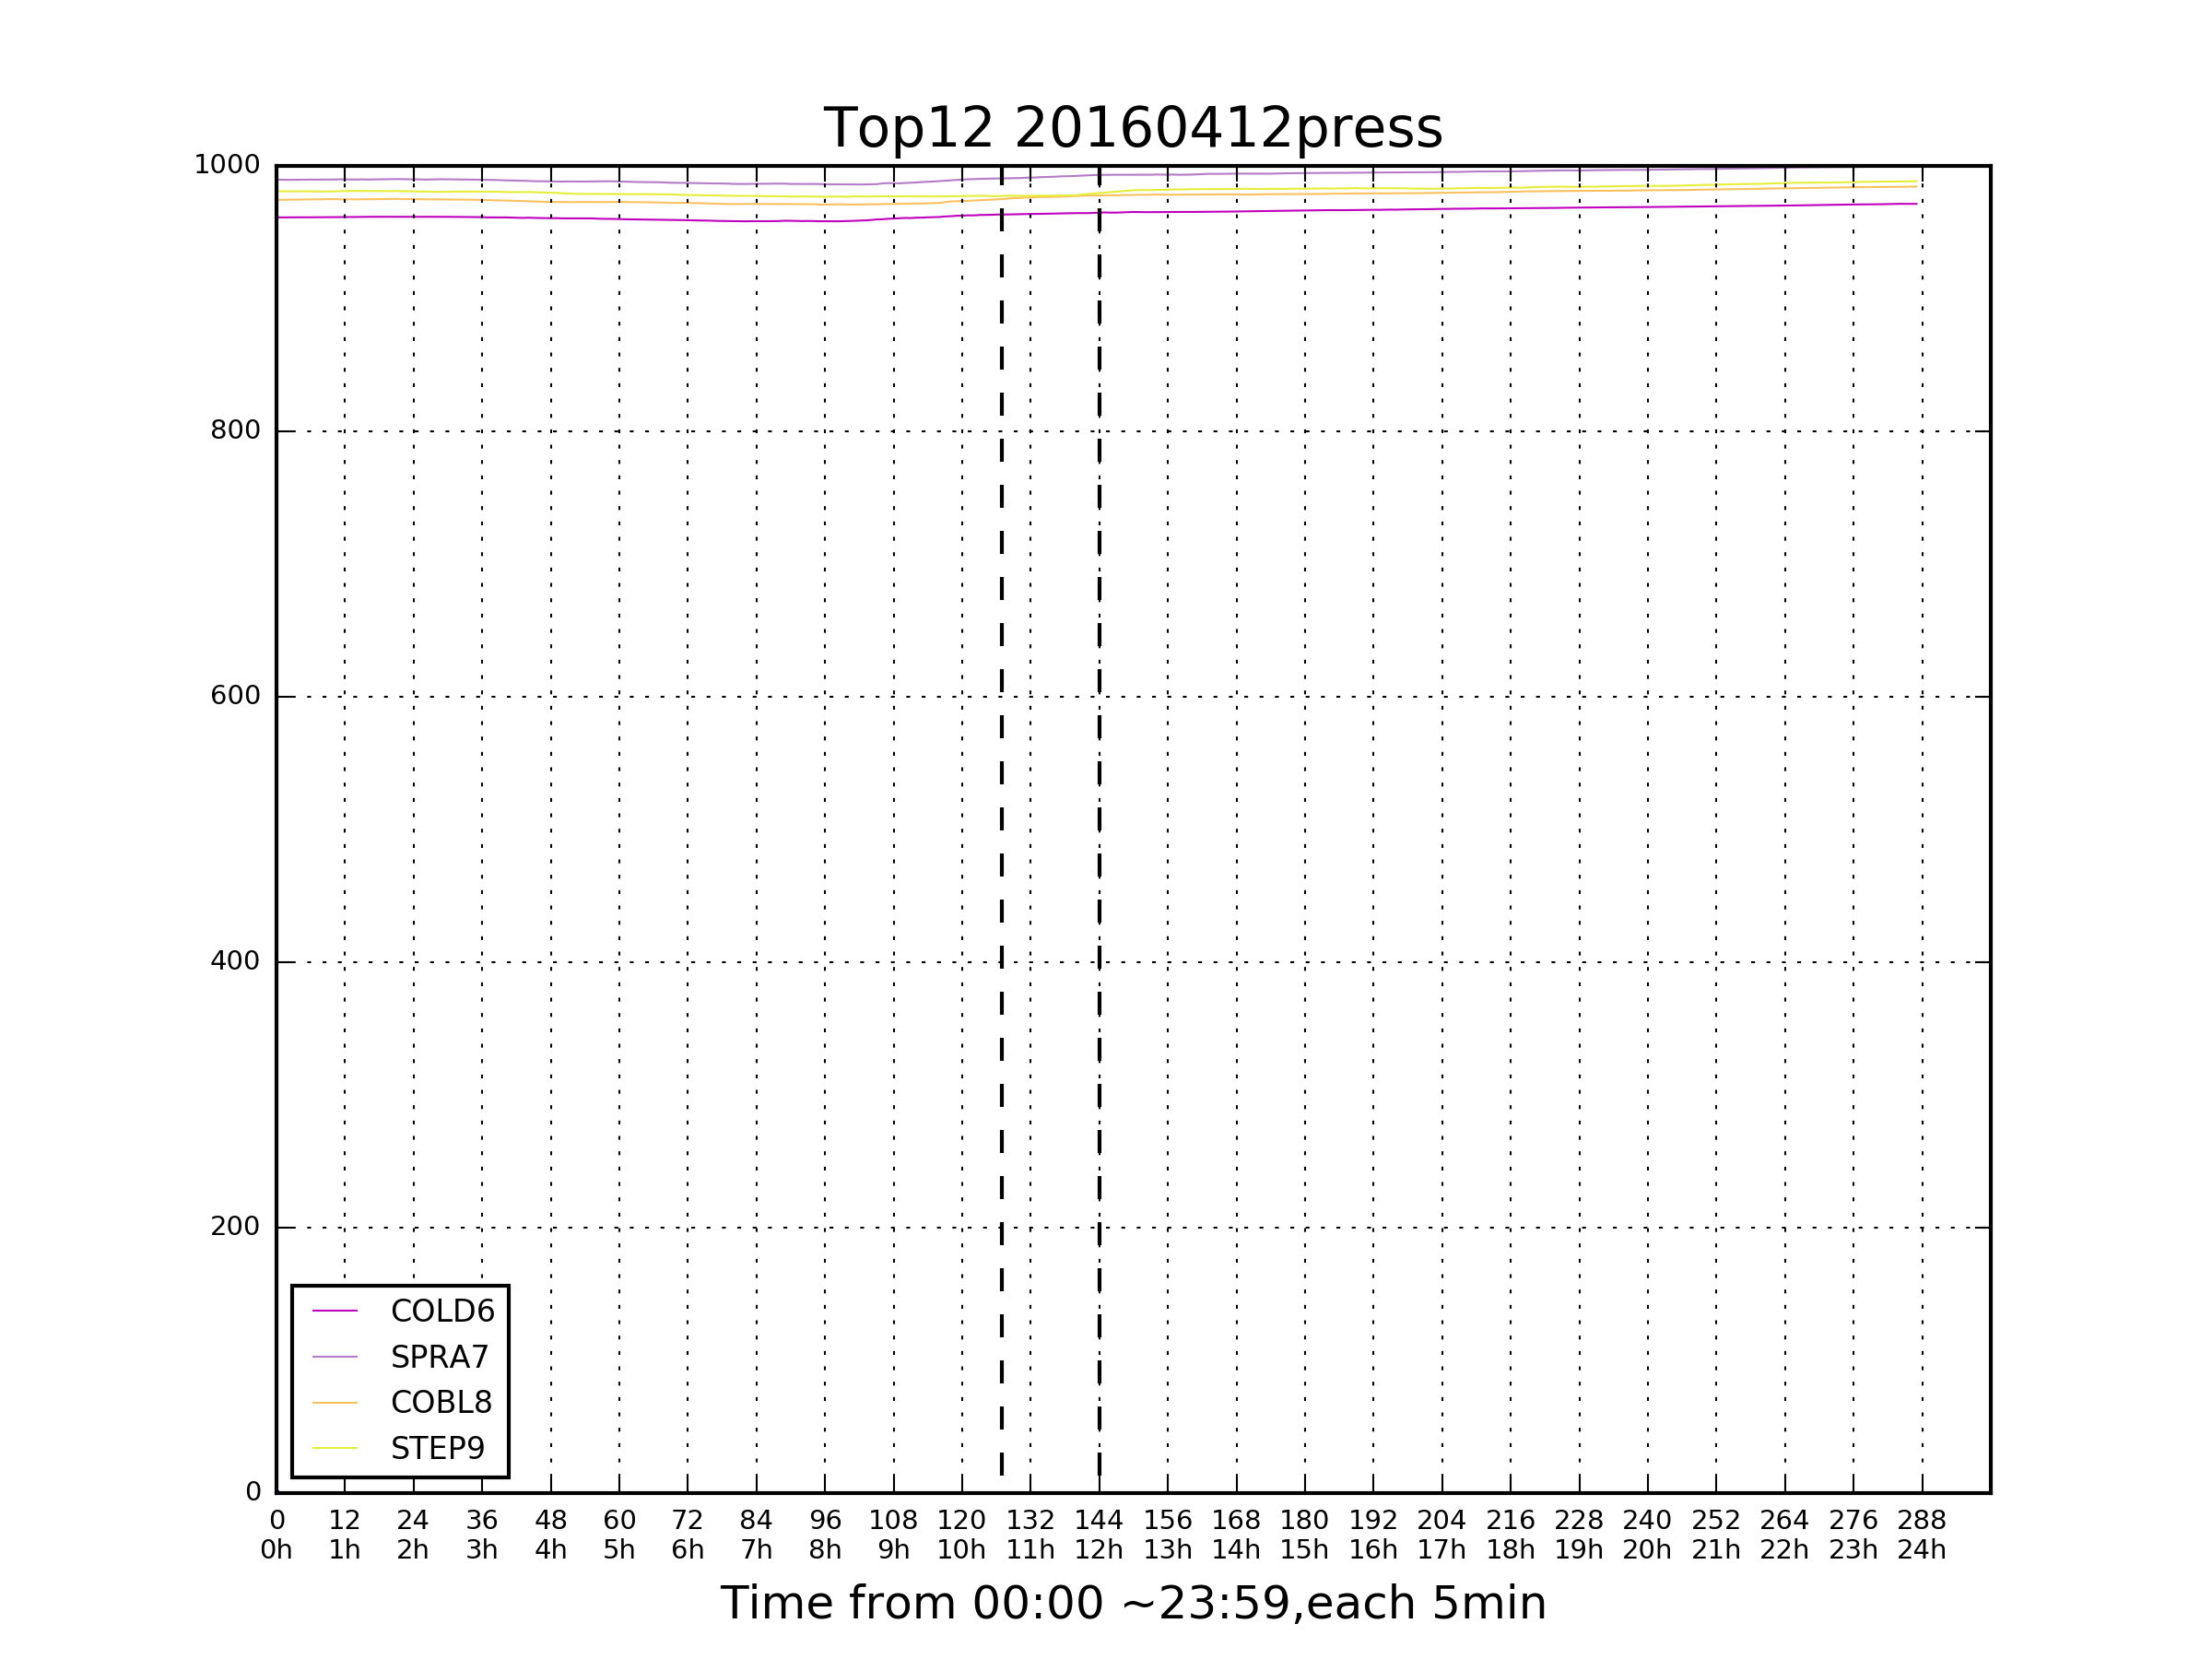 Top12 20160412press
1000
800
600
400
200
0
COLD6
SPRA7
COBL8
STEP9
0 12 24 36 48 60 72 84 96 108 120 132 144 156 168 180 192 204 216 228 240 252 264 276 288
0h 1h 2h 3h 4h 5h 6h 7h 8h 9h 10h 11h 12h 13h 14h 15h 16h 17h 18h 19h 20h 21h 22h 23h 24h
Time from 00:00 ~23:59,each 5min